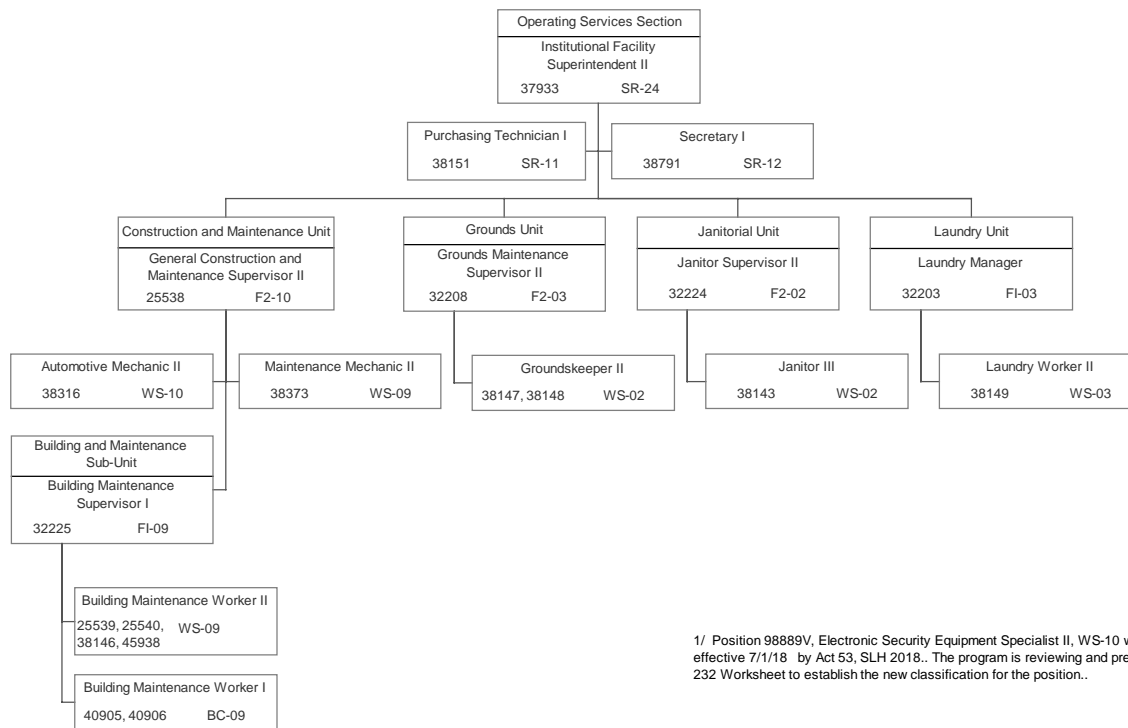 Operating Services Section
Institutional Facility
Superintendent II
37933 SR-24
Purchasing Technician I
38151 SR-11
Secretary I
38791 SR-12
Construction and Maintenance Unit
General Construction and
Maintenance Supervisor II
25538 F2-10
Grounds Unit
Grounds Maintenance
Supervisor II
32208 F2-03
Janitorial Unit
Janitor Supervisor II
32224 F2-02
Laundry Unit
Laundry Manager
32203 FI-03
Automotive Mechanic II
38316 WS-10
Maintenance Mechanic II
38373 WS-09
Groundskeeper II
38147, 38148 WS-02
Janitor III
38143 WS-02
Laundry Worker II
38149 WS-03
Building and Maintenance
Sub-Unit
Building Maintenance
Supervisor I
32225 FI-09
Building Maintenance Worker II
25539, 25540,
38146, 45938
WS-09
Building Maintenance Worker I
40905, 40906 BC-09
1/ Position 98889V, Electronic Security Equipment Specialist II, WS-10
effective 7/1/18 by Act 53, SLH 2018.. The program is reviewing and
232 Worksheet to establish the new classification for the position..